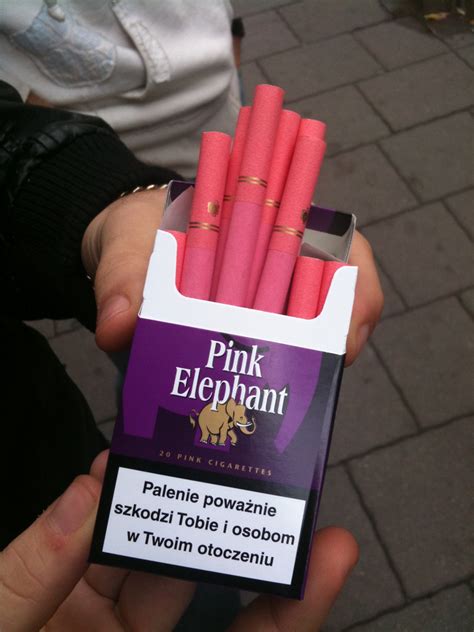 Pink
Elephant
20 PINK CIGARETTES
Palenie poważnie
szkodzi Tobie i osobom
w Twoim otoczeniu